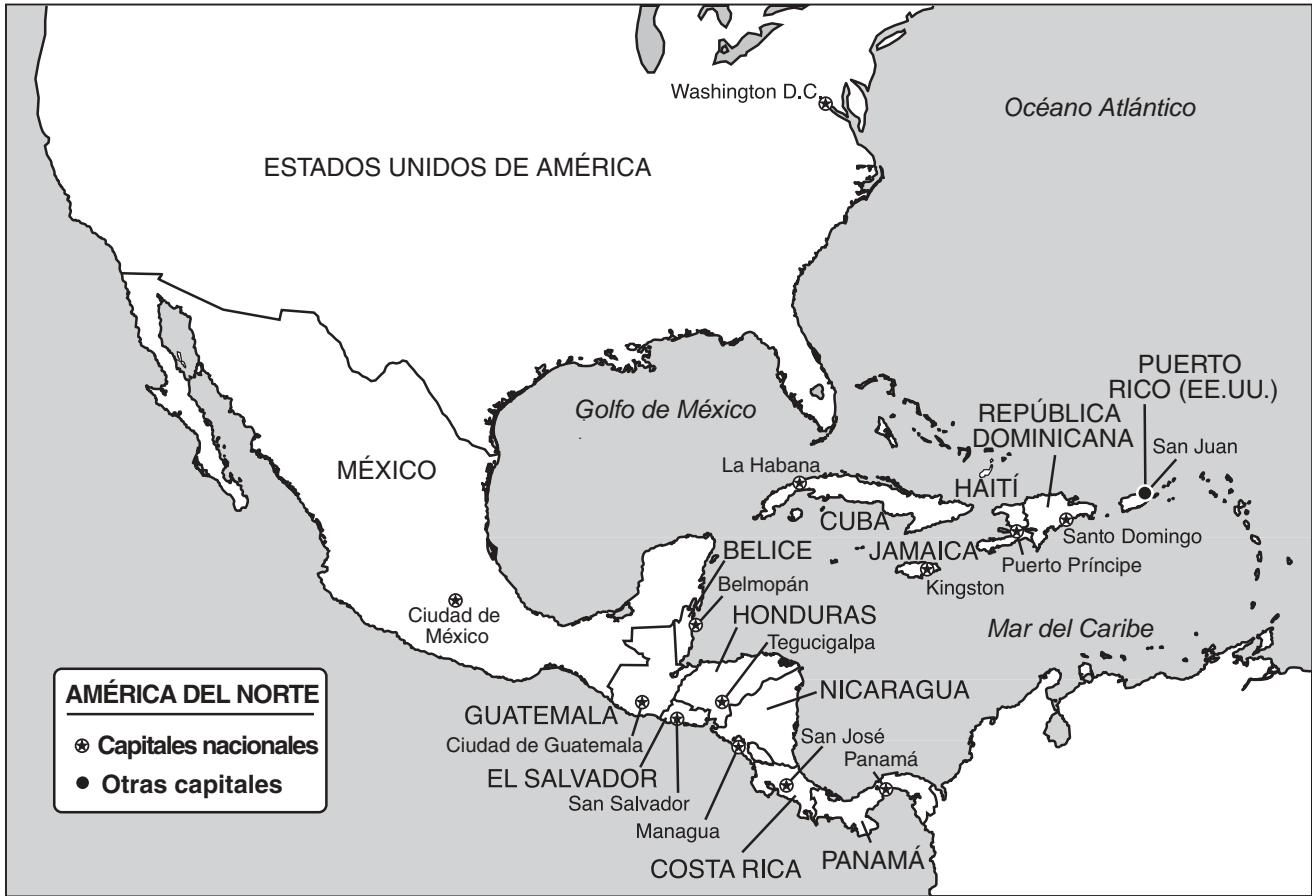 Washington D.C.
Océano Atlántico
ESTADOS UNIDOS DE AMÉRICA
PUERTO
RICO (EE.UU.)
Golfo de México
REPÚBLICA
DOMINICANA
San Juan
MÉXICO
La Habana
HAITÍ
CUBA
Santo Domingo
BELICE
JAMAICA
Puerto Príncipe
Belmopán
Kingston
Ciudad de
México
HONDURAS
Mar del Caribe
Tegucigalpa
NICARAGUA
GUATEMALA
Ciudad de Guatemala
San José
Panamá
EL SALVADOR
San Salvador
Managua
COSTA RICA
PANAMÁ
AMÉRICA DEL NORTE
Capitales nacionales
Otras capitales